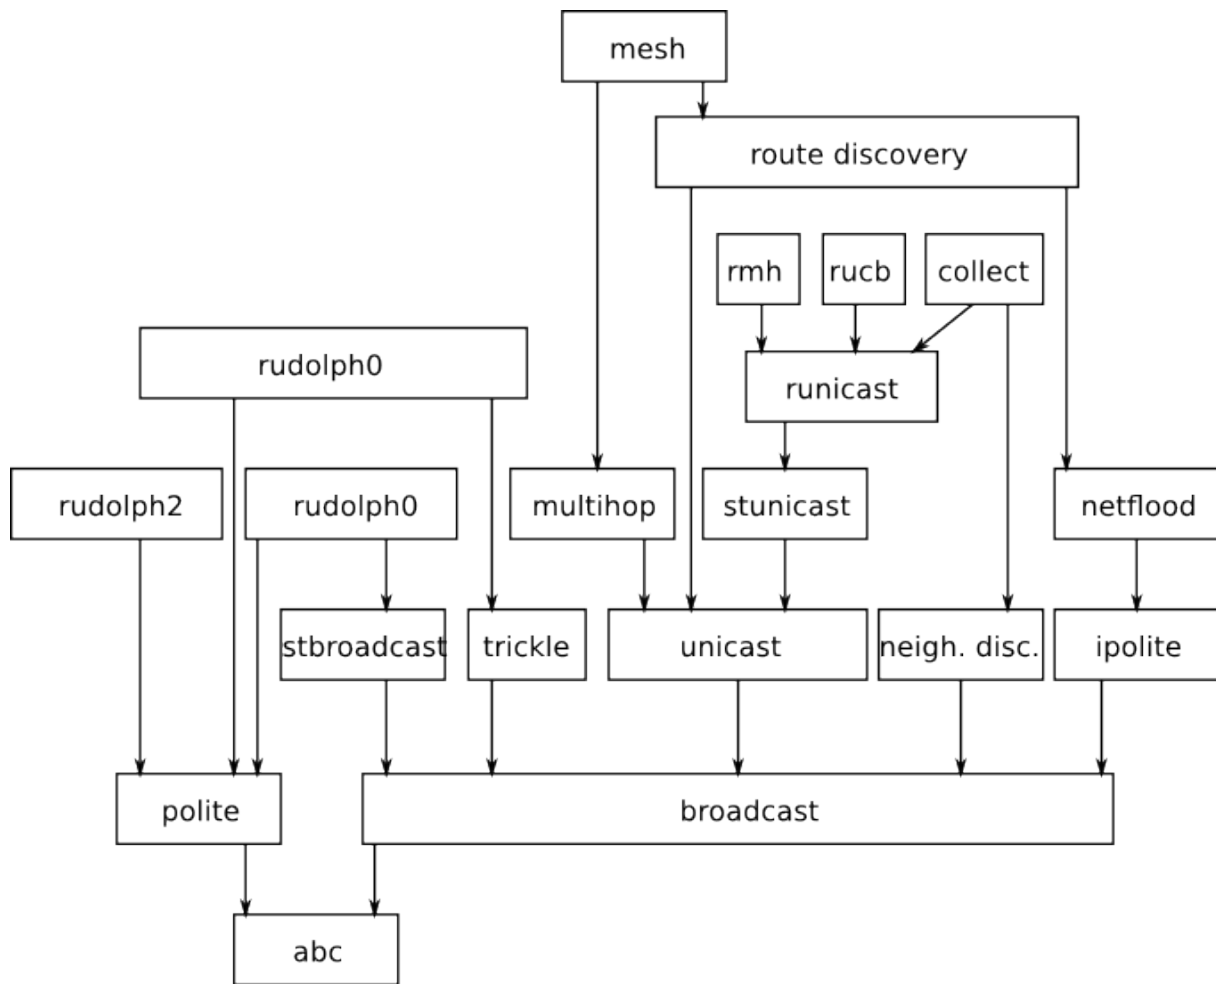 mesh
route discovery
rmh
rucb
collect
rudolph0
runicast
rudolph2
rudolph0
multihop
stunicast
netflood
stbroadcast
trickle
unicast
neigh. disc.
ipolite
polite
broadcast
abc